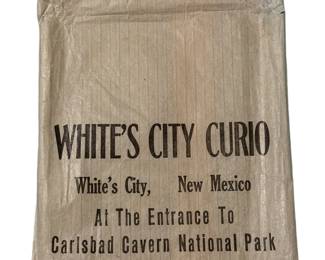 WHITE'S CITY CURIO
White's City, New Mexico
At The Entrance To
Carlsbad Cavern National Park